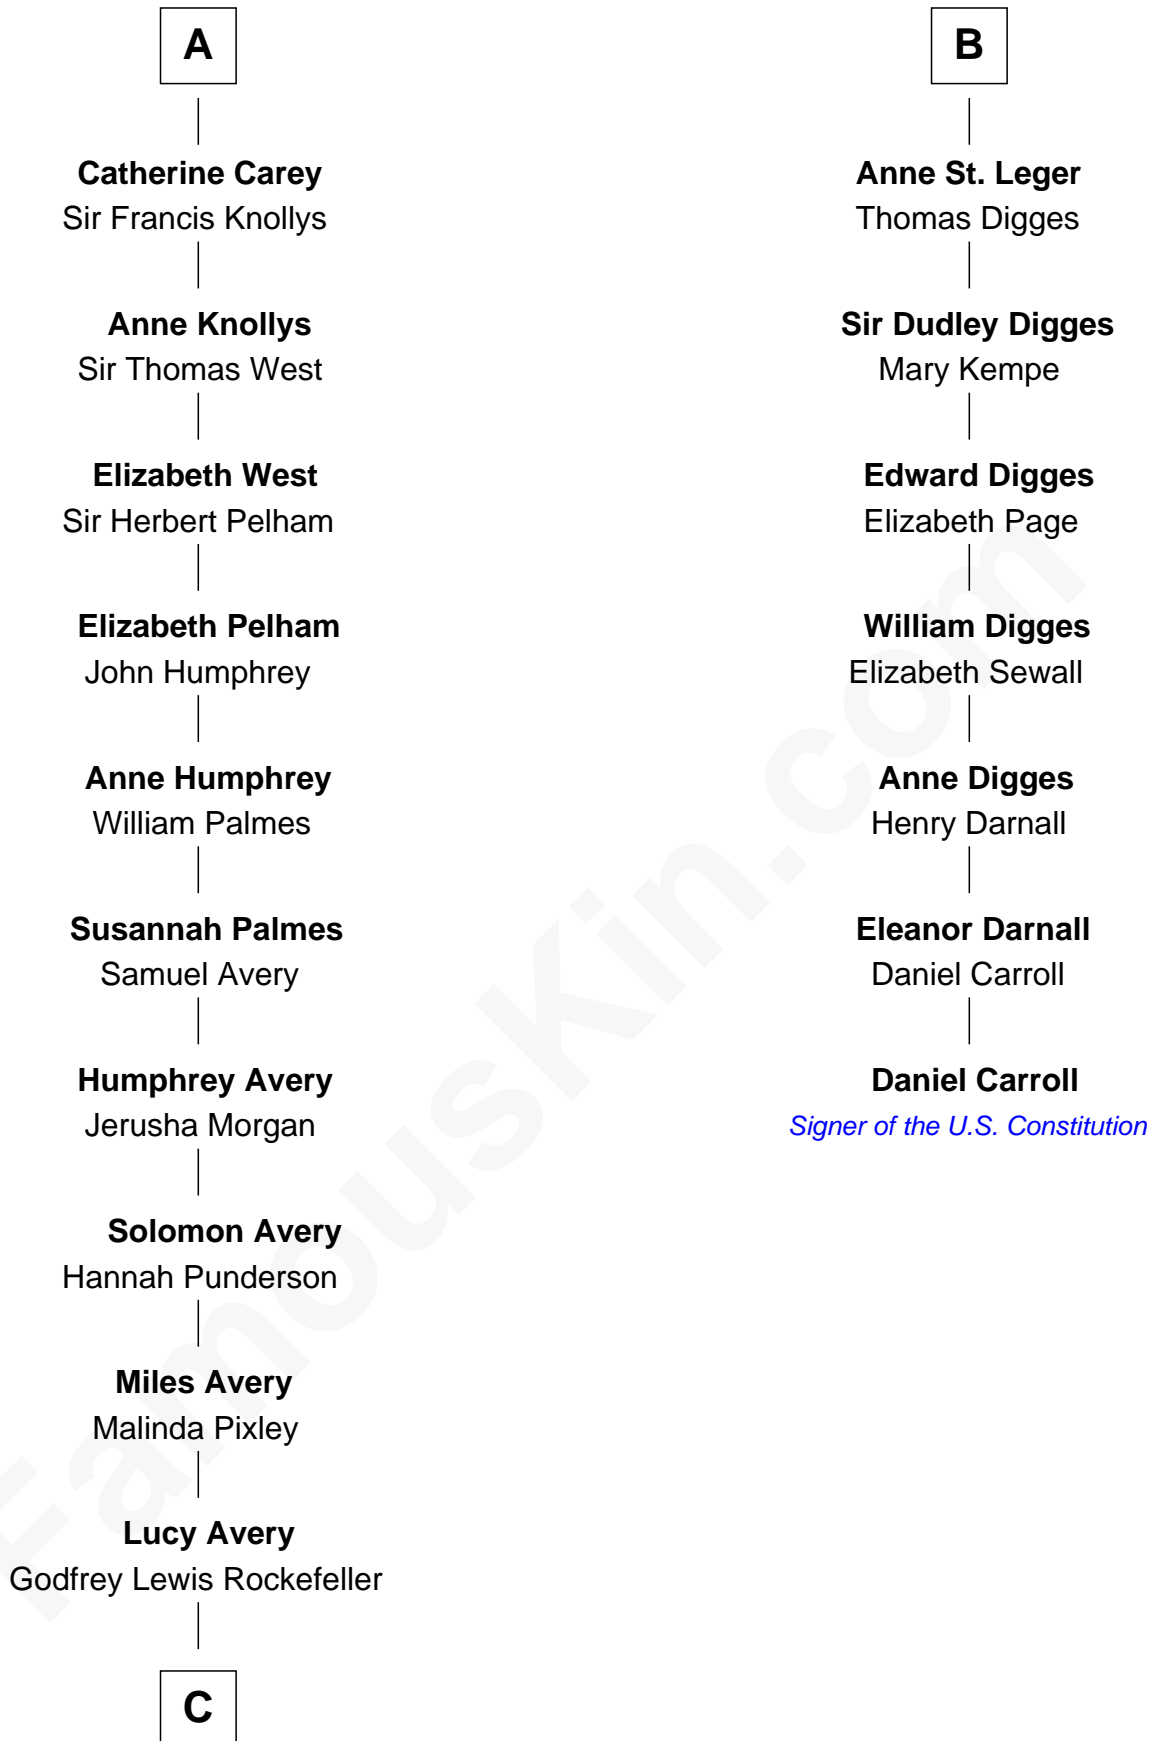 A
Catherine Carey
Sir Francis Knollys
Anne Knollys
Sir Thomas West
Elizabeth West
Sir Herbert Pelham
Elizabeth Pelham
John Humphrey
Anne Humphrey
William Palmes
Susannah Palmes
Samuel Avery
Humphrey Avery
Jerusha Morgan
Solomon Avery
Hannah Punderson
Miles Avery
Malinda Pixley
Lucy Avery
Godfrey Lewis Rockefeller
C
B
Anne St. Leger
Thomas Digges
Sir Dudley Digges
Mary Kempe
Edward Digges
Elizabeth Page
William Digges
Elizabeth Sewall
Anne Digges
Henry Darnall
Eleanor Darnall
Daniel Carroll
Daniel Carroll
Signer of the U.S. Constitution
FamousKin.com